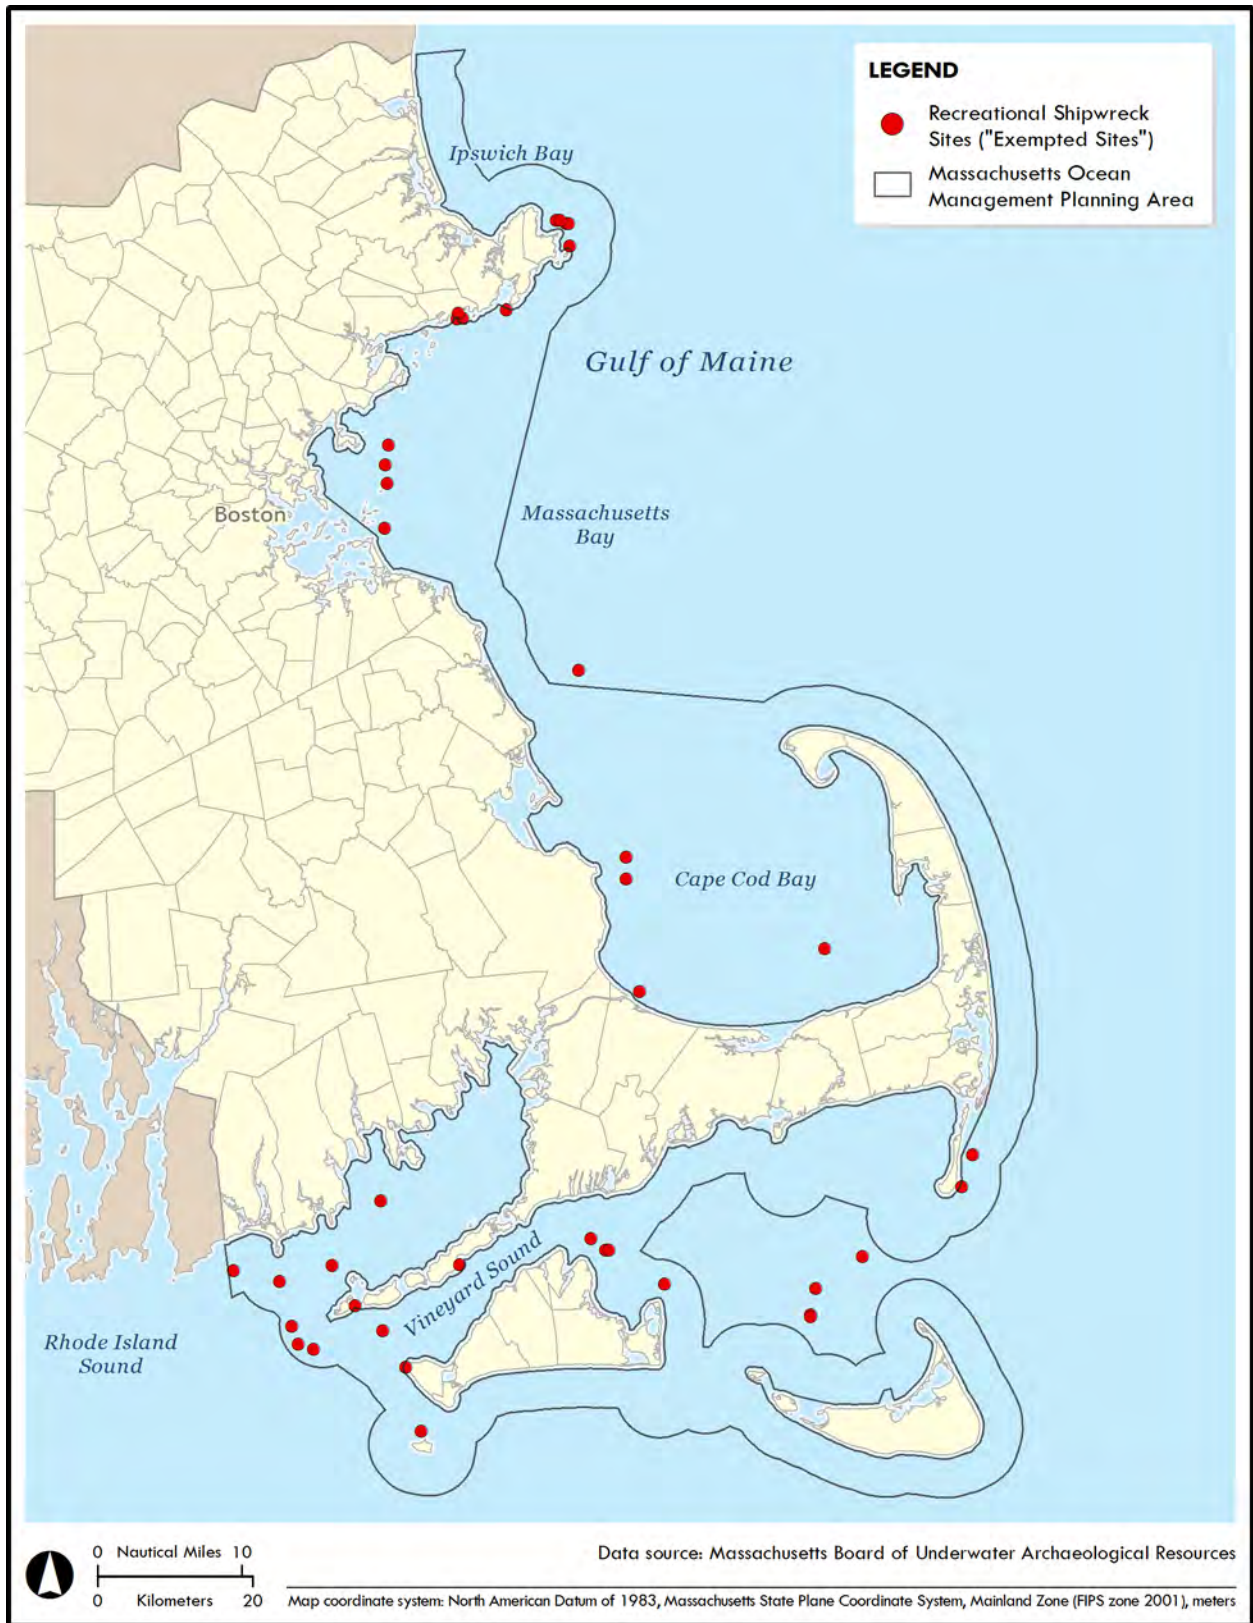 LEGEND
Recreational Shipwreck
Sites ("Exempted Sites")
Massachusetts Ocean
Management Planning Area
Ipswich Bay
Gulf of Maine
Boston
Massachusetts
Bay
Cape Cod Bay
Vineyard Sound
Rhode Island
Sound
0 Nautical Miles 10
0 Kilometers 20
Data source: Massachusetts Board of Underwater Archaeological Resources
Map coordinate system: North American Datum of 1983, Massachusetts State Plane Coordinate System, Mainland Zone (FIPS zone 2001), meters